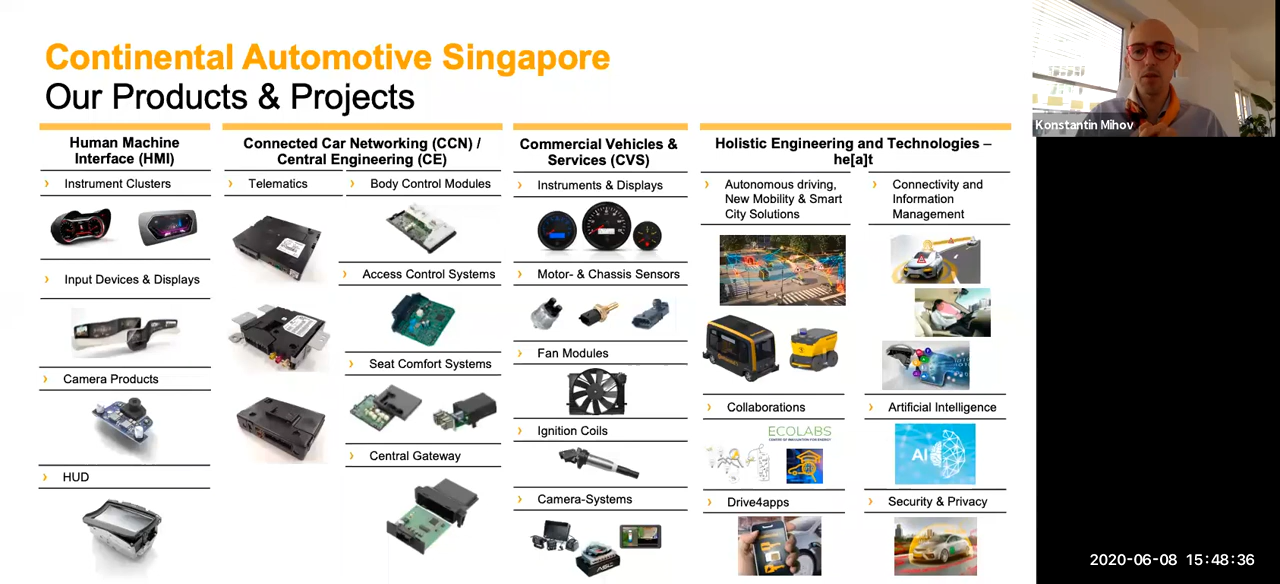 Continental Automotive Singapore
Our Products & Projects
Human Machine
Interface (HMI)
› Instrument Clusters
› Input Devices & Displays
› Camera Products
› HUD
Connected Car Networking (CCN) /
Central Engineering (CE)
› Telematics
› Body Control Modules
› Access Control Systems
› Seat Comfort Systems
› Central Gateway
Commercial Vehicles &
Services (CVS)
› Instruments & Displays
› Motor- & Chassis Sensors
› Fan Modules
› Ignition Coils
› Camera-Systems
ASL
Holistic Engineering and Technologies –
he[a]t
› Autonomous driving,
New Mobility & Smart
City Solutions
› Collaborations
ECOLABS
CENTRE OF INNOVATION FOR ENERGY
› Drive4apps
› Connectivity and
Information
Management
› Artificial Intelligence
AI
› Security & Privacy
Konstantin Mihov
2020-06-08 15:48:36